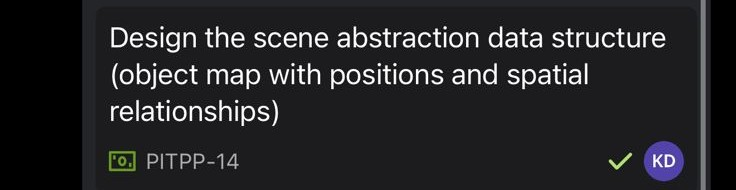 Design the scene abstraction data structure
(object map with positions and spatial
relationships)
PITPP-14
KD